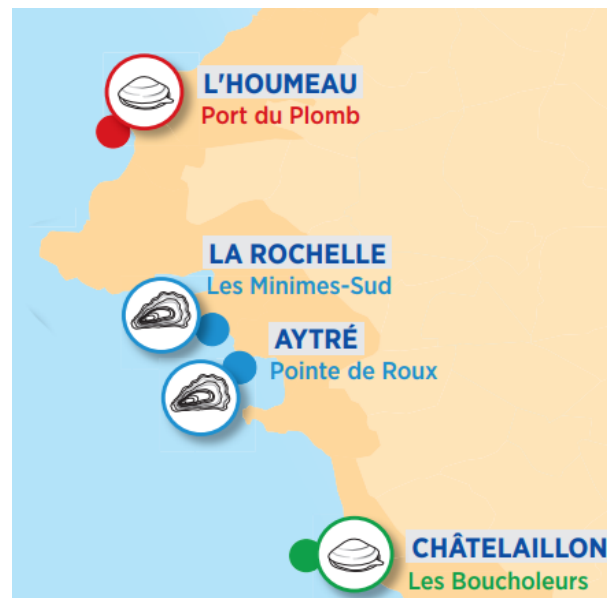 L'HOUMEAU
Port du Plomb
LA ROCHELLE
Les Minimes-Sud
AYTRÉ
Pointe de Roux
CHÂTELAILLON
Les Boucholeurs